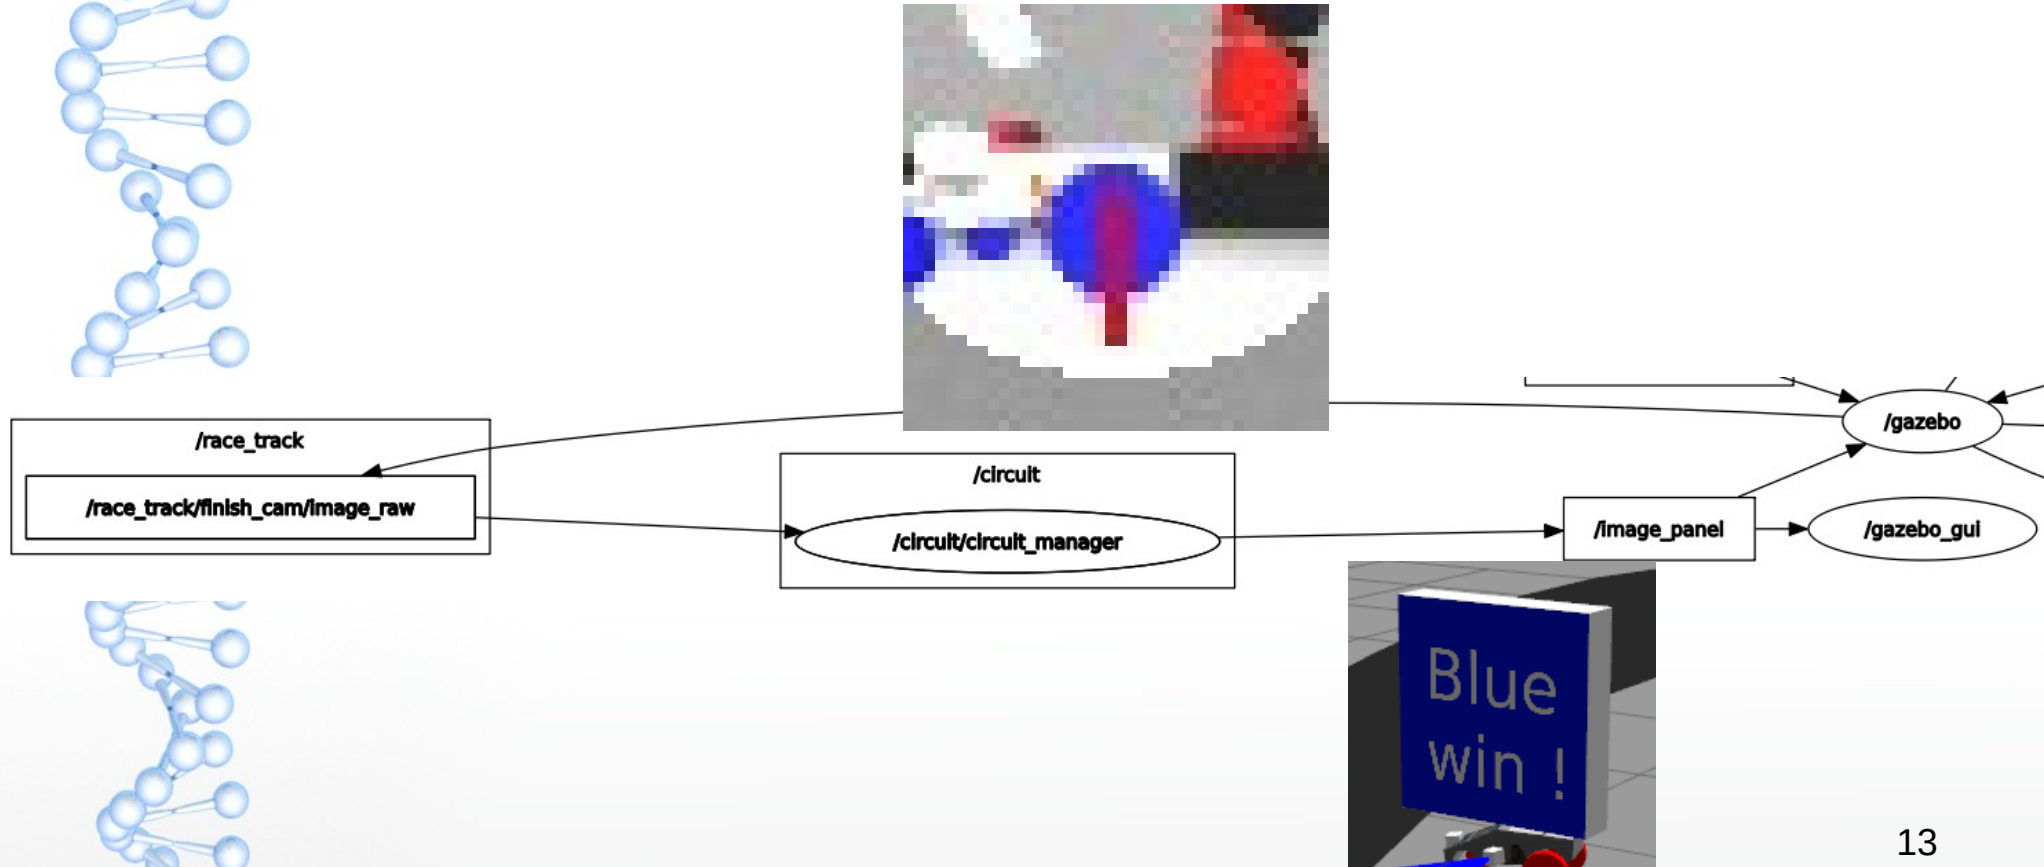 /race_track
/race_track/finish_cam/image_raw
/circuit
/circuit/circuit_manager
/image_panel
/gazebo
/gazebo_gui
Blue
win !
13